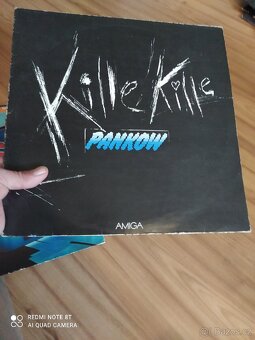 Kille Kille
PANKOW
AMIGA
REDMI NOTE 8T
AI QUAD CAMERA